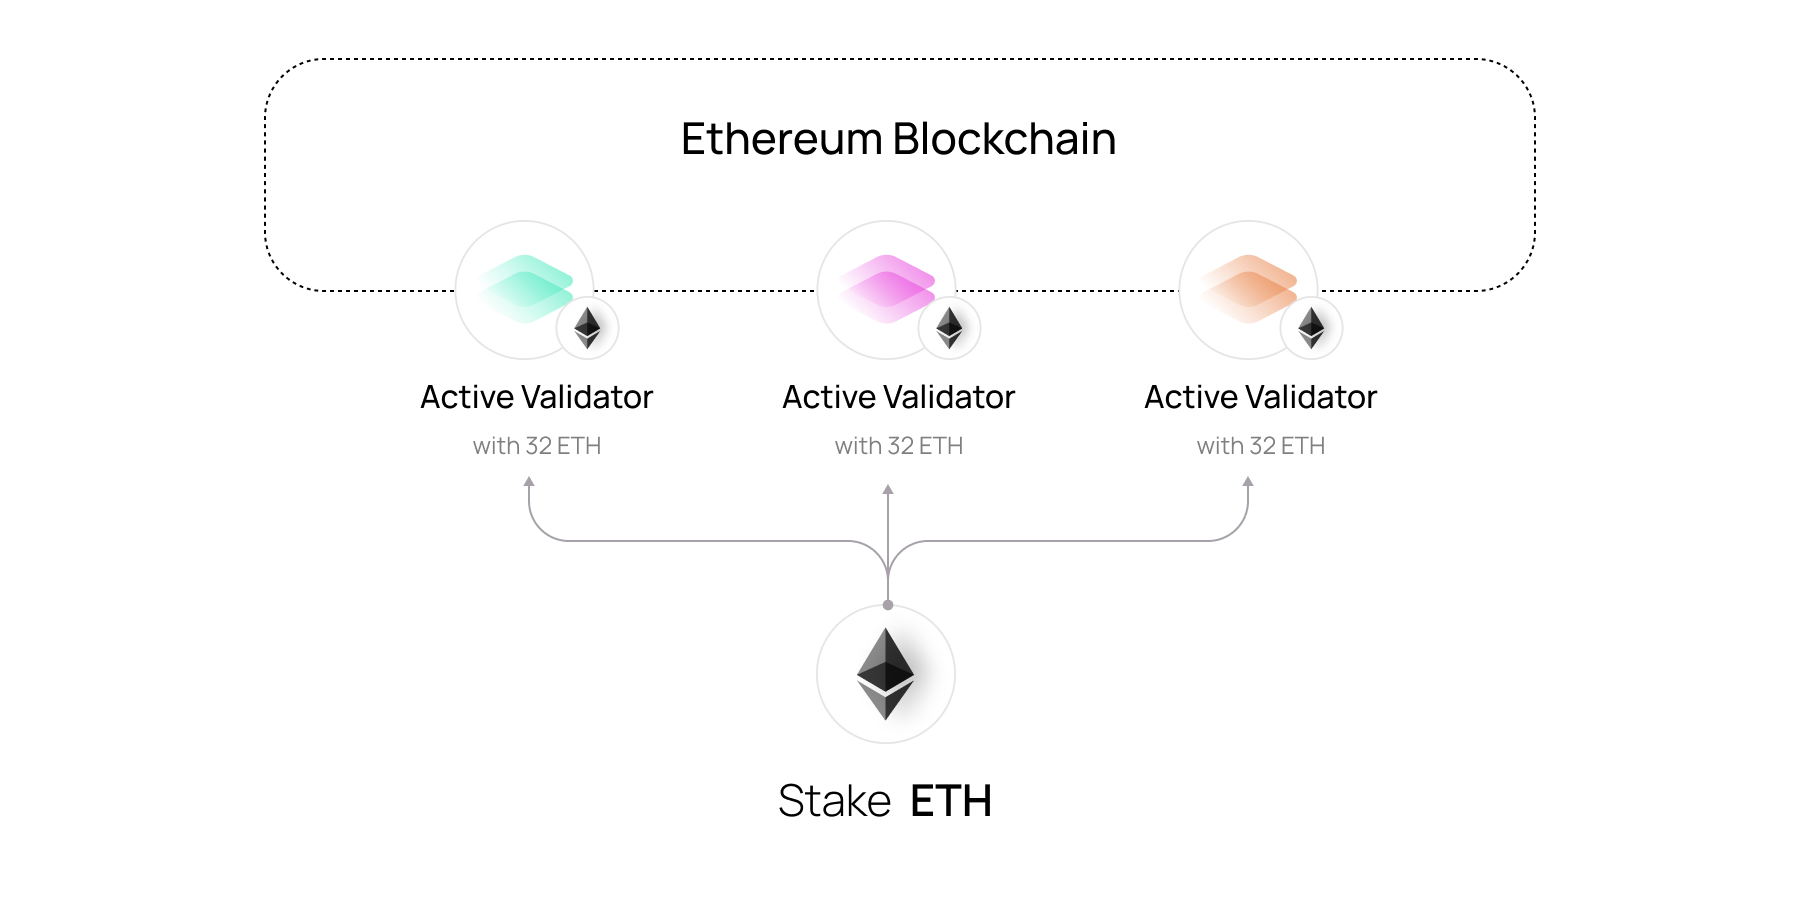 Ethereum Blockchain
Active Validator
with 32 ETH
Active Validator
with 32 ETH
Active Validator
with 32 ETH
Stake ETH